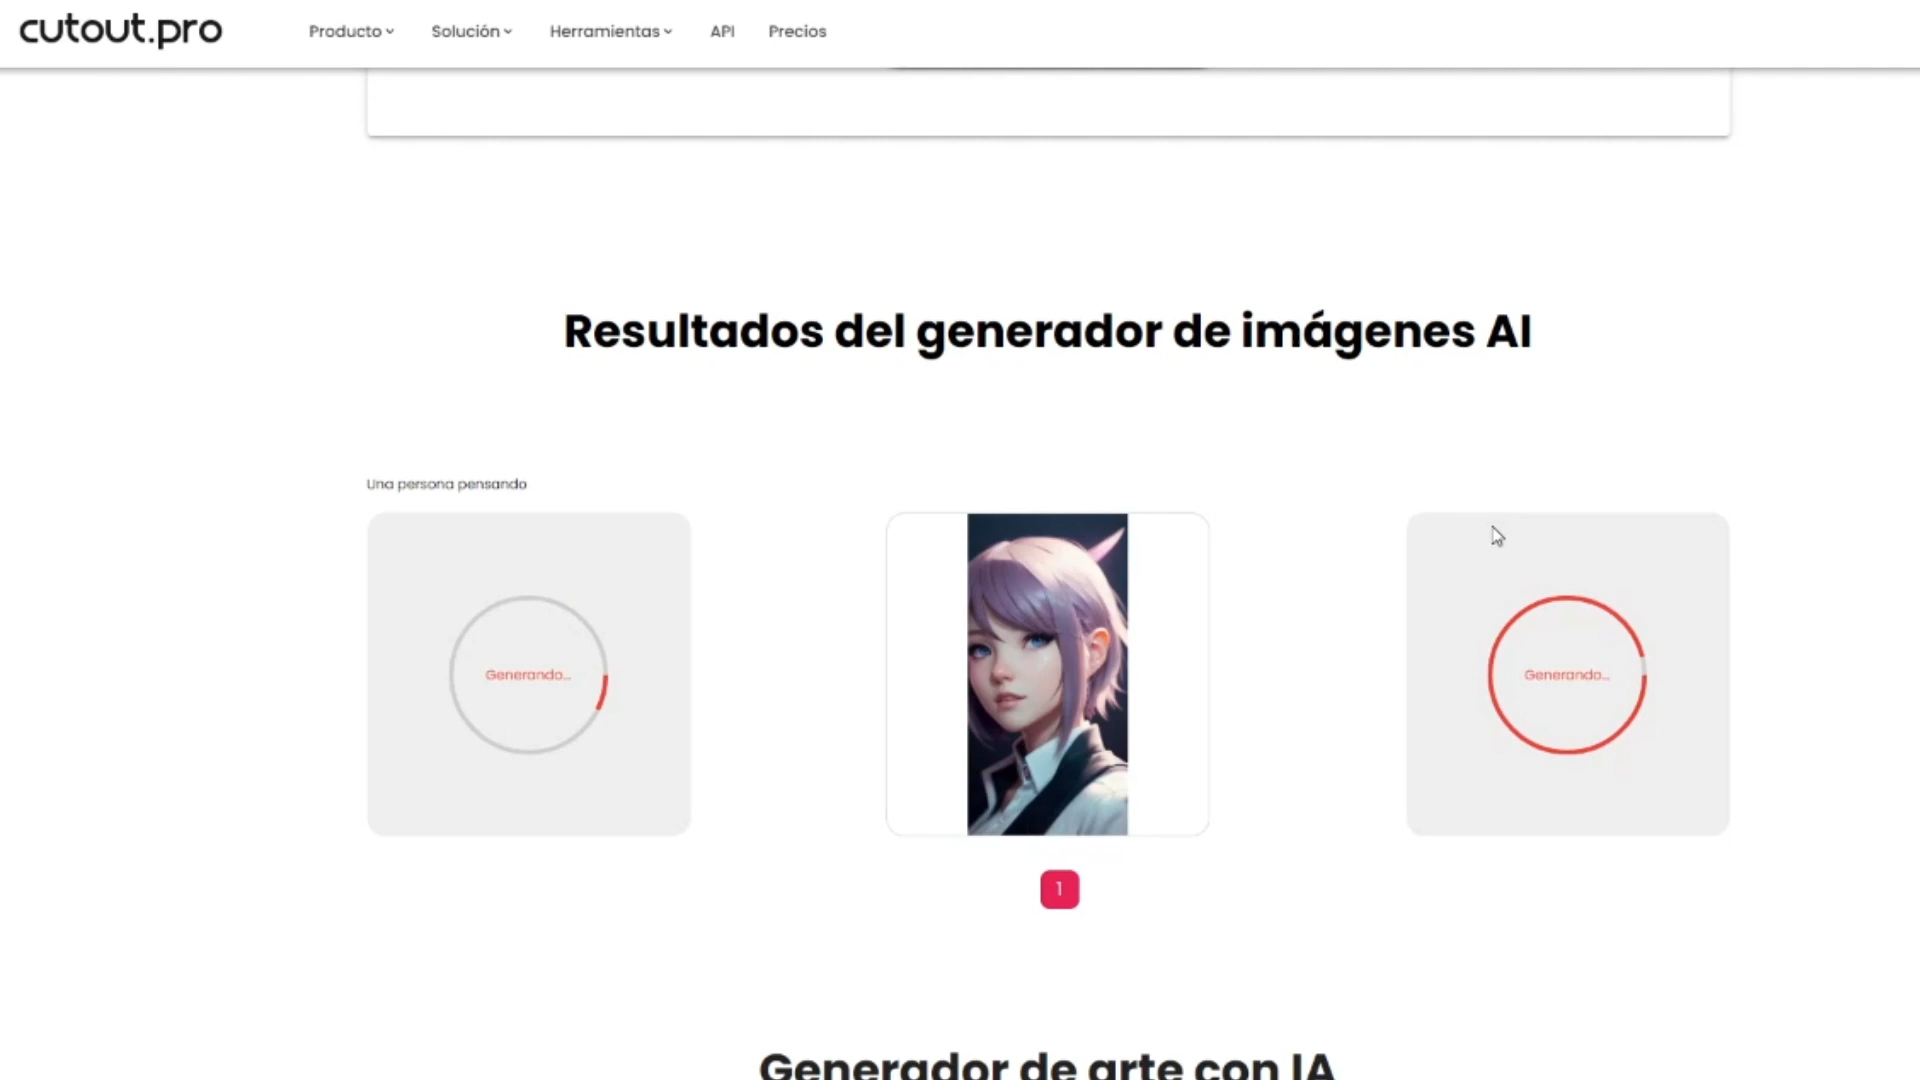 cutout.pro
Producto
Solución
Herramientas
API
Precios
Resultados del generador de imágenes AI
Una persona pensando
Generando...
Generando...
1
Generador de arte con IA